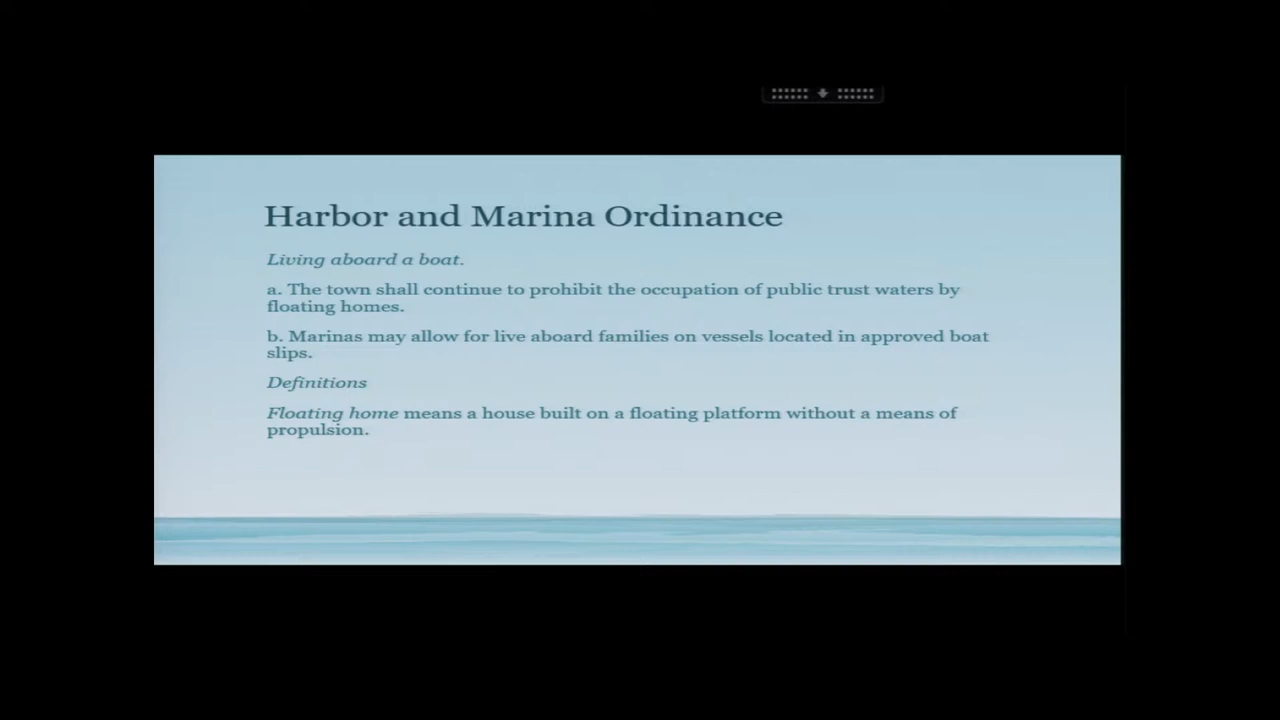 Harbor and Marina Ordinance
Living aboard a boat.
a. The town shall continue to prohibit the occupation of public trust waters by
floating homes.
b. Marinas may allow for live aboard families on vessels located in approved boat
slips.
Definitions
Floating home means a house built on a floating platform without a means of
propulsion.